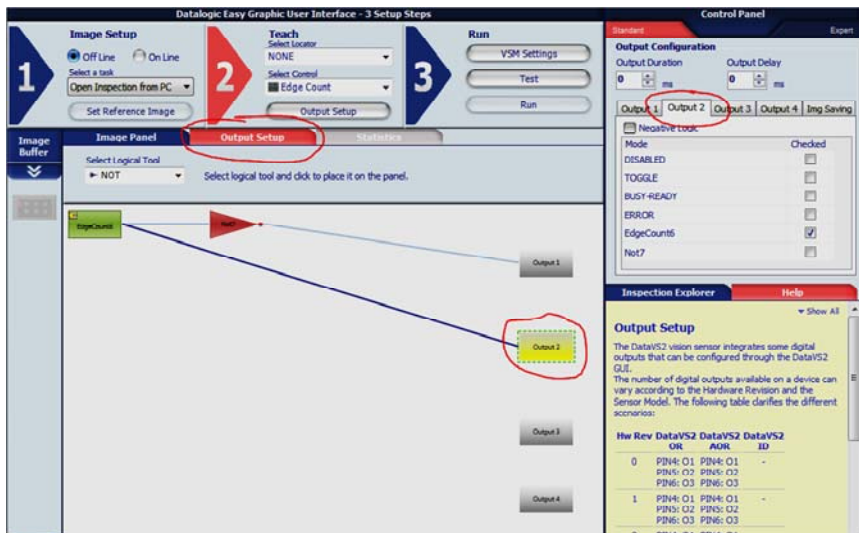 Datalogic Easy Graphic User Interface - 3 Setup Steps
1
Image Setup
Off Line On Line
Select a task
Open Inspection from PC
Set Reference Image
2
Teach
Select Locator
NONE
Select Control
Edge Count
Output Setup
3
Run
VSM Settings
Test
Run
Image Buffer
Image Panel
Output Setup
Statistics
Select Logical Tool
NOT
Select logical tool and click to place it on the panel.
EdgeCount6
Not7
Output 1
Output 2
Output 3
Output 4
Control Panel
Standard Expert
Output Configuration
Output Duration Output Delay
0 ms 0 ms
Output 1 Output 2 Output 3 Output 4 Img Saving
Negative Logic
Mode Checked
DISABLED
TOGGLE
BUSY-READY
ERROR
EdgeCount6
Not7
Inspection Explorer Help
Show All
Output Setup
The DataVS2 vision sensor integrates some digital
outputs that can be configured through the DataVS2
GUI.
The number of digital outputs available on a device can
vary according to the Hardware Revision and the
Sensor Model. The following table clarifies the different
scenarios:
Hw Rev DataVS2 DataVS2 DataVS2
OR AOR ID
0 PIN4: O1 PIN4: O1 -
PIN5: O2 PIN5: O2
PIN6: O3 PIN6: O3
1 PIN4: O1 PIN4: O1 -
PIN5: O2 PIN5: O2
PIN6: O3 PIN6: O3